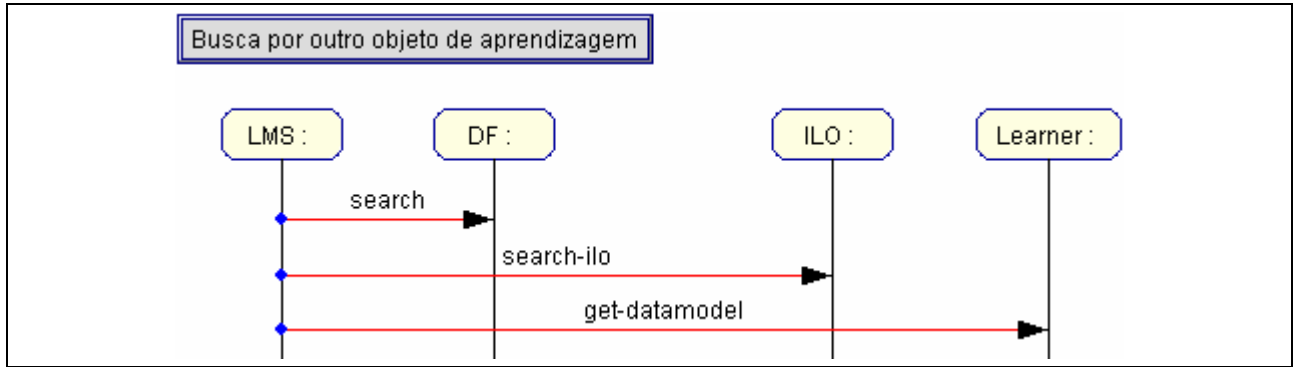 Busca por outro objeto de aprendizagem
LMS : DF : ILO : Learner :
search
search-ilo
get-datamodel